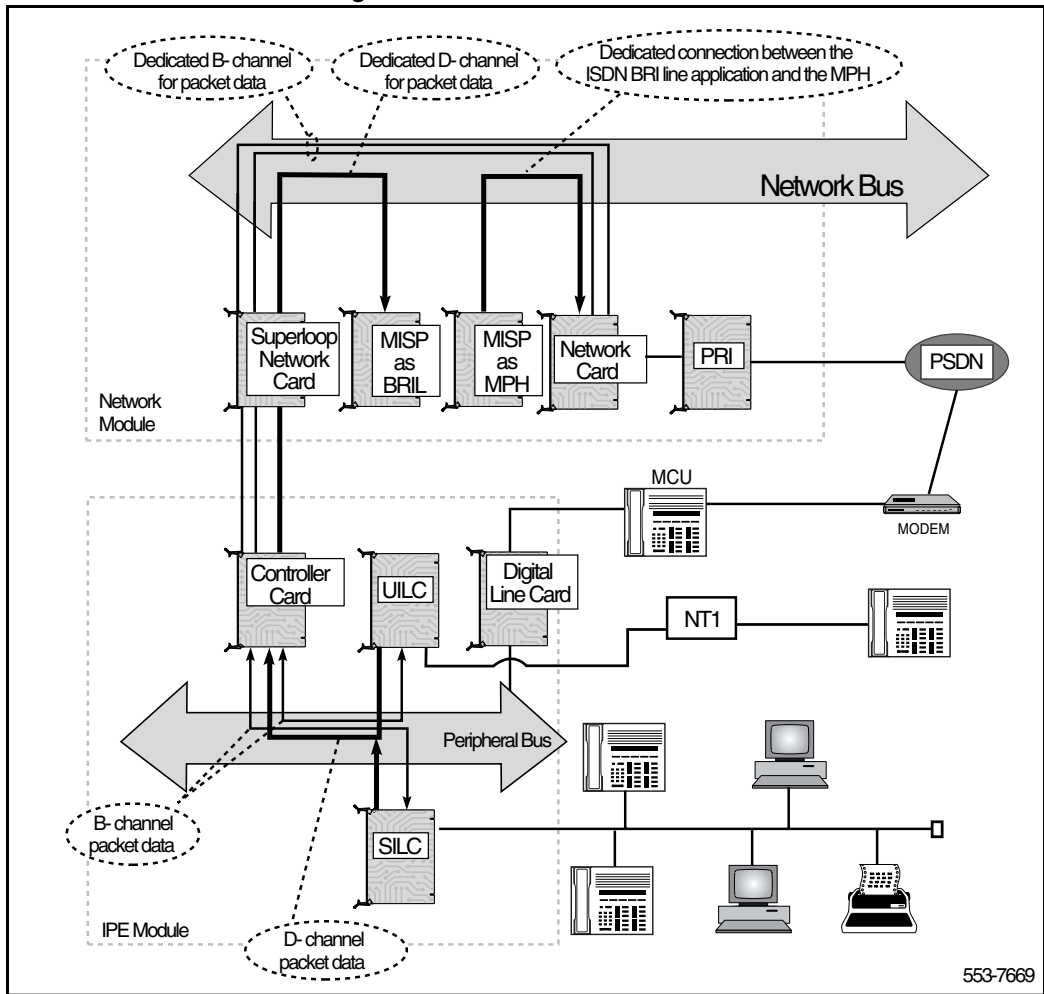 Dedicated B- channel
for packet data
Dedicated D- channel
for packet data
Dedicated connection between the
ISDN BRI line application and the MPH
Network Bus
Superloop
Network
Card
MISP
as
BRIL
MISP
as
MPH
Network
Card
PRI
PSDN
Network
Module
MCU
MODEM
Controller
Card
UILC
Digital
Line Card
NT1
Peripheral Bus
B- channel
packet data
SILC
IPE Module
D- channel
packet data
553-7669